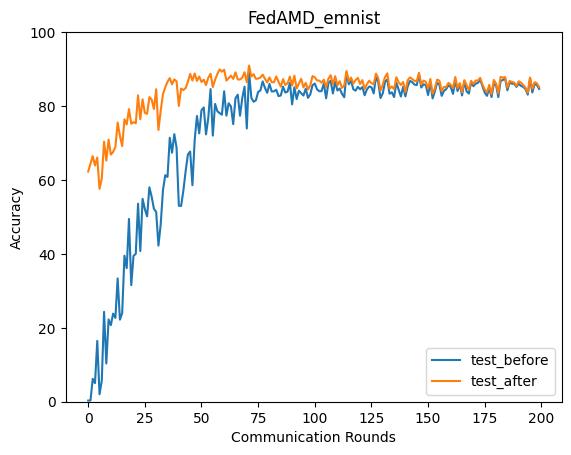 FedAMD_emnist
100
80
60
40
20
0
Accuracy
0 25 50 75 100 125 150 175 200
Communication Rounds
test_before
test_after